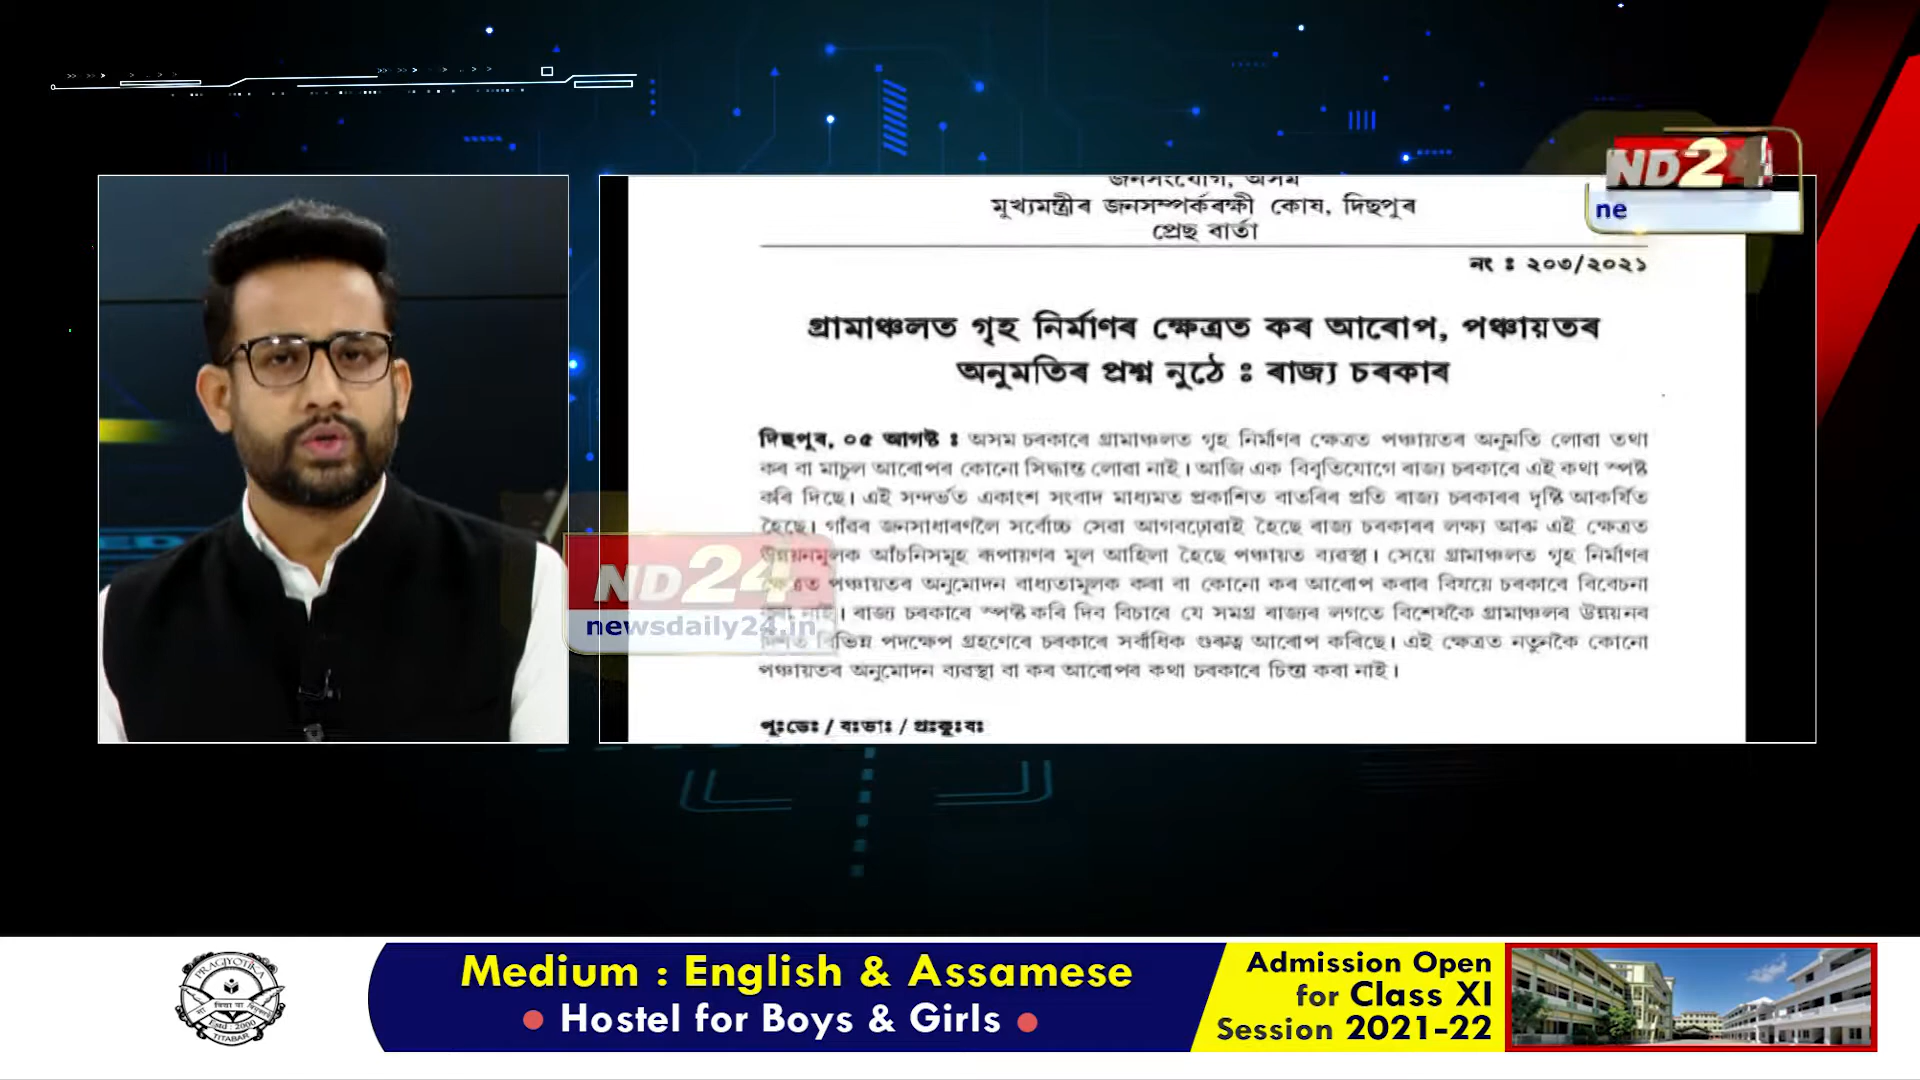 ND2
ne
জনসংযোগ, অসম
মুখ্যমন্ত্ৰীৰ জনসম্পৰ্কৰক্ষী কোষ, দিছপুৰ
প্ৰেছ বাৰ্তা
নং : ২০৩/২০২১
গ্ৰামাঞ্চলত গৃহ নিৰ্মাণৰ ক্ষেত্ৰত কৰ আৰোপ, পঞ্চায়তৰ
অনুমতিৰ প্ৰশ্ন নুঠে : ৰাজ্য চৰকাৰ
দিছপুৰ, ০৫ আগষ্ট : অসম চৰকাৰে গ্ৰামাঞ্চলত গৃহ নিৰ্মাণৰ ক্ষেত্ৰত পঞ্চায়তৰ অনুমতি লোৱা তথা
কৰ বা মাচুল আৰোপৰ কোনো সিদ্ধান্ত লোৱা নাই। আজি এক বিবৃতিযোগে ৰাজ্য চৰকাৰে এই কথা স্পষ্ট
কৰি দিছে। এই সন্দৰ্ভত একাংশ সংবাদ মাধ্যমত প্ৰকাশিত বাতৰিৰ প্ৰতি ৰাজ্য চৰকাৰৰ দৃষ্টি আকৰ্ষিত
হৈছে। গাঁৱৰ জনসাধাৰণলৈ সৰ্বোচ্চ সেৱা আগবঢ়োৱাই হৈছে ৰাজ্য চৰকাৰৰ লক্ষ্য আৰু এই ক্ষেত্ৰত
উন্নয়নমূলক আঁচনিসমূহ ৰূপায়ণৰ মূল আহিলা হৈছে পঞ্চায়ত ব্যৱস্থা। সেয়ে গ্ৰামাঞ্চলত গৃহ নিৰ্মাণৰ
ক্ষেত্ৰত পঞ্চায়তৰ অনুমোদন বাধ্যতামূলক কৰা বা কোনো কৰ আৰোপ কৰাৰ বিষয়ে চৰকাৰে বিবেচনা
কৰা নাই। ৰাজ্য চৰকাৰে স্পষ্ট কৰি দিব বিচাৰে যে সমগ্ৰ ৰাজ্যৰ লগতে বিশেষকৈ গ্ৰামাঞ্চলৰ উন্নয়নৰ
দিশত বিভিন্ন পদক্ষেপ গ্ৰহণেৰে চৰকাৰে সৰ্বাধিক গুৰুত্ব আৰোপ কৰিছে। এই ক্ষেত্ৰত নতুনকৈ কোনো
পঞ্চায়তৰ অনুমোদন ব্যৱস্থা বা কৰ আৰোপৰ কথা চৰকাৰে চিন্তা কৰা নাই।
পুঃডেঃ / বঃডাঃ / প্ৰঃকুঃবঃ
ND24
newsdaily24.in
PRAGJYOTIKA
Estd : 2000
TITABAR
Medium : English & Assamese
Hostel for Boys & Girls
Admission Open
for Class XI
Session 2021-22